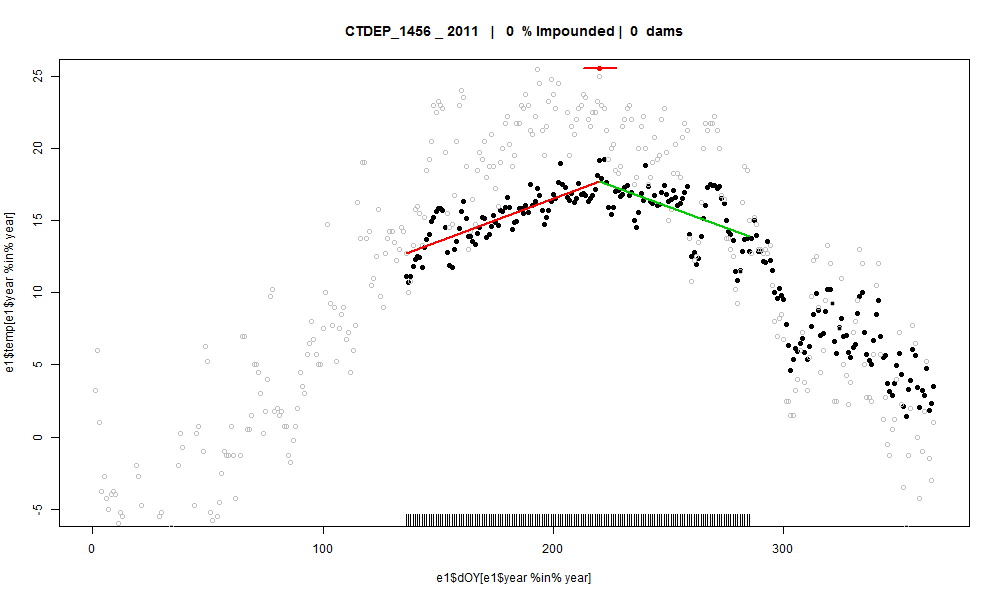 CTDEP_1456 _ 2011 | 0 % Impounded | 0 dams
25
20
15
10
5
0
-5
e1$temp[e1$year %in% year]
0 100 200 300
e1$dOY[e1$year %in% year]